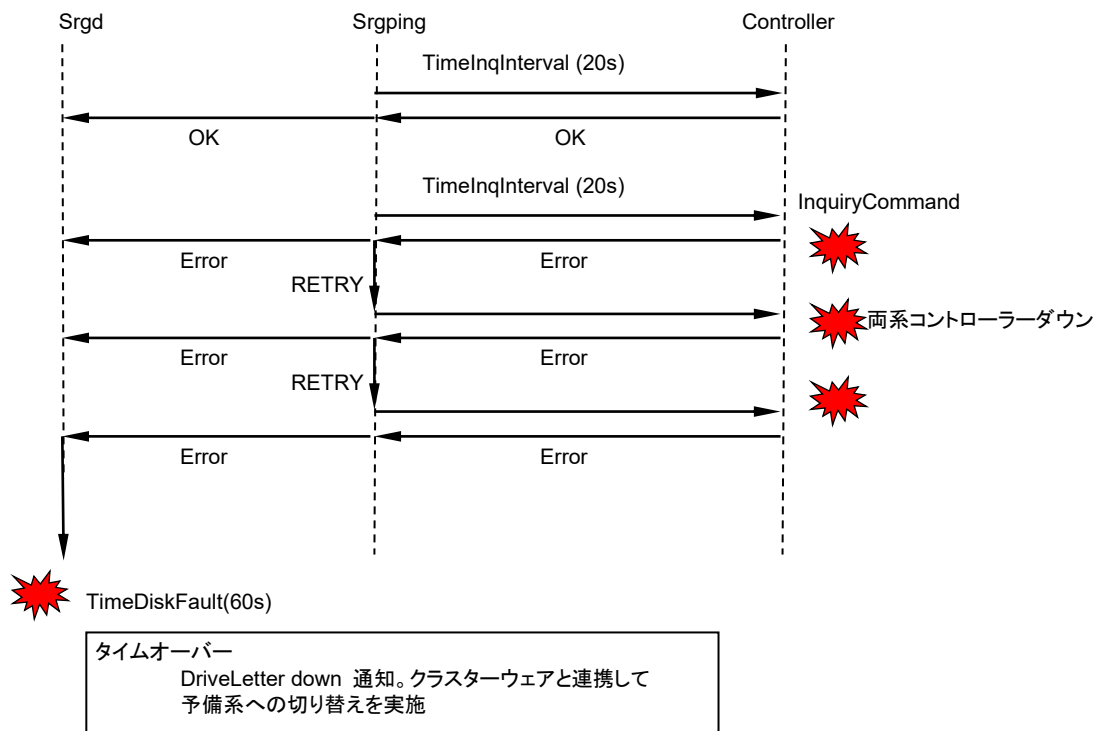 Srgd Srgping Controller
TimeInqInterval (20s)
OK OK
TimeInqInterval (20s)
InquiryCommand
Error Error
RETRY
両系コントローラーダウン
Error Error
RETRY
Error Error
TimeDiskFault(60s)
タイムオーバー
DriveLetter down 通知。クラスターウェアと連携して
予備系への切り替えを実施